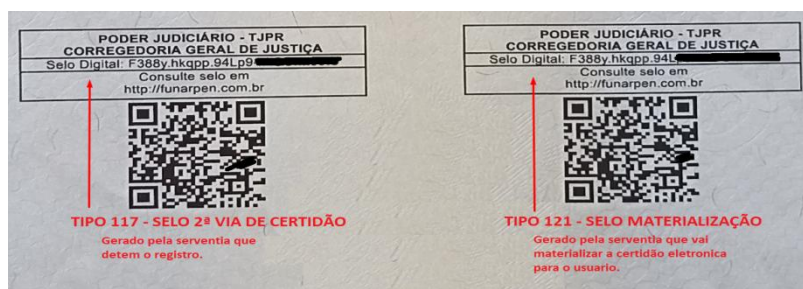 PODER JUDICIÁRIO - TJPR
CORREGEDORIA GERAL DE JUSTIÇA
Selo Digital: F388y.hkqpp.94Lp9
Consulte selo em
http://funarpen.com.br
TIPO 117 - SELO 2ª VIA DE CERTIDÃO
Gerado pela serventia que
detem o registro.
PODER JUDICIÁRIO - TJPR
CORREGEDORIA GERAL DE JUSTIÇA
Selo Digital: F388y.hkqpp.94L
Consulte selo em
http://funarpen.com.br
TIPO 121 - SELO MATERIALIZAÇÃO
Gerado pela serventia que vai
materializar a certidão eletronica
para o usuario.